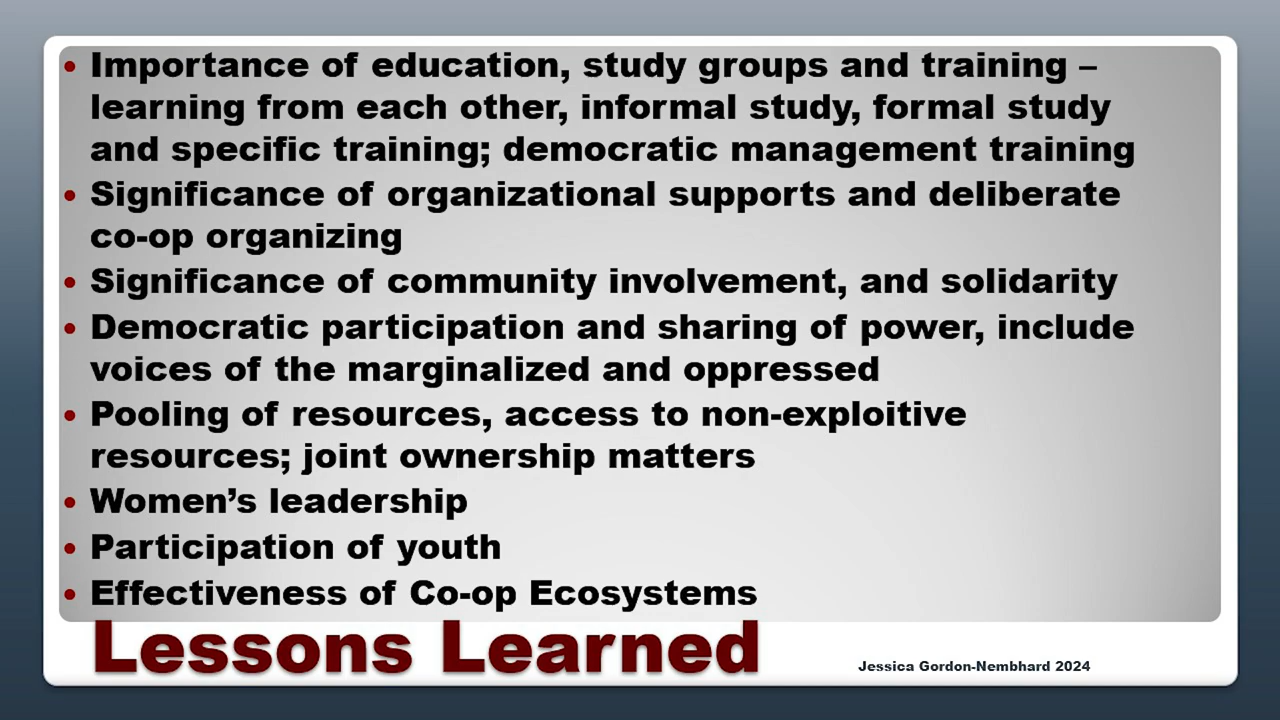 • Importance of education, study groups and training –
learning from each other, informal study, formal study
and specific training; democratic management training
• Significance of organizational supports and deliberate
co-op organizing
• Significance of community involvement, and solidarity
• Democratic participation and sharing of power, include
voices of the marginalized and oppressed
• Pooling of resources, access to non-exploitive
resources; joint ownership matters
• Women’s leadership
• Participation of youth
• Effectiveness of Co-op Ecosystems
Lessons Learned
Jessica Gordon-Nembhard 2024